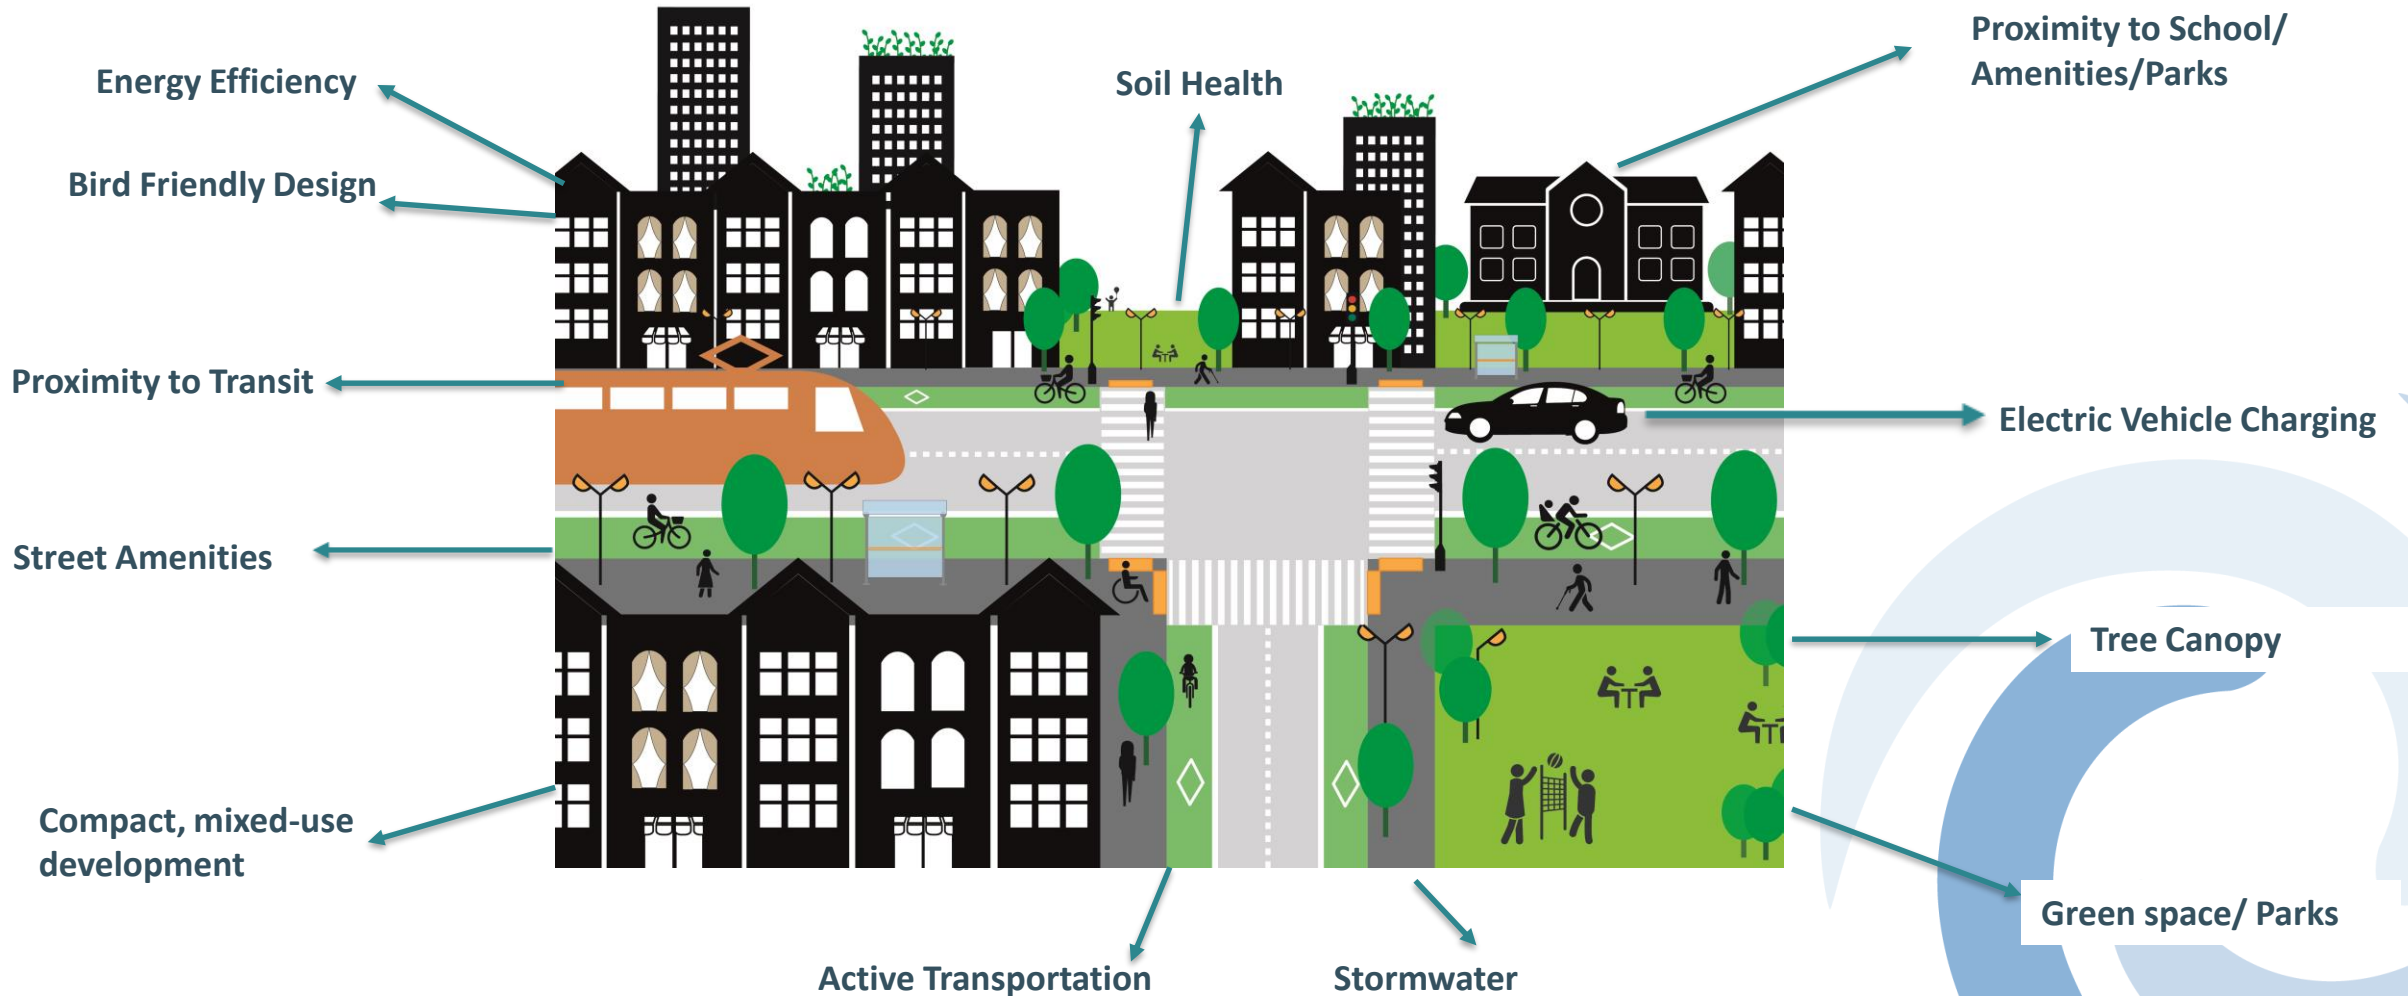 Proximity to School/
Amenities/Parks
Energy Efficiency
Soil Health
Bird Friendly Design
Proximity to Transit
Electric Vehicle Charging
Street Amenities
Tree Canopy
Compact, mixed-use
development
Green space/ Parks
Active Transportation
Stormwater